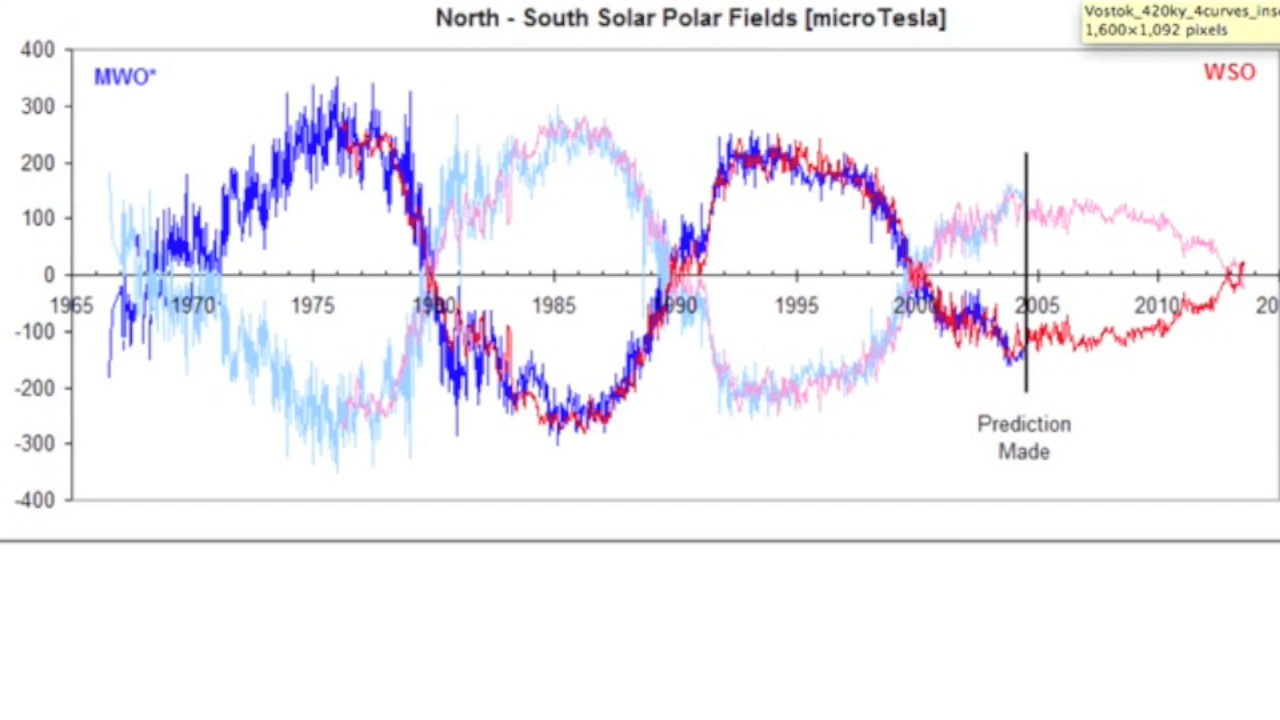 North - South Solar Polar Fields [microTesla]
Vostok_420ky_4curves_ins
1,600×1,092 pixels
400
MWO*
WSO
300
200
100
0
1965 1970 1975 1980 1985 1990 1995 2000 2005 2010 20
-100
-200
-300
-400
Prediction
Made